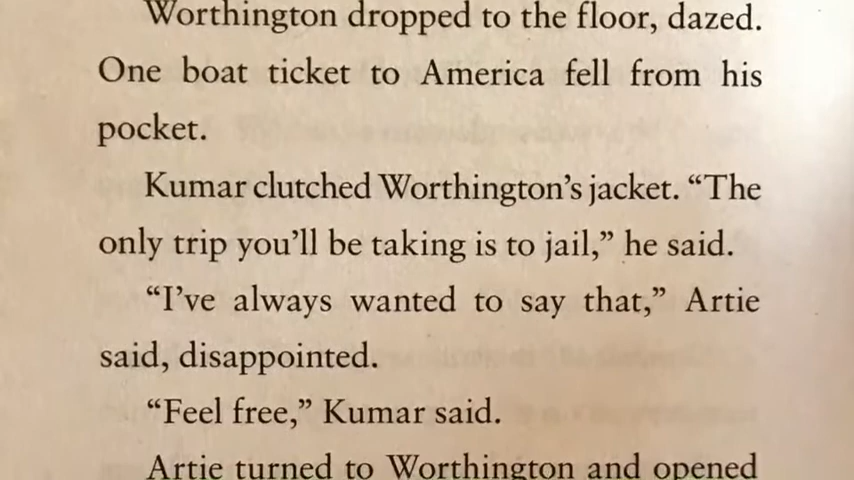 Worthington dropped to the floor, dazed.
One boat ticket to America fell from his
pocket.
Kumar clutched Worthington’s jacket. “The
only trip you’ll be taking is to jail,” he said.
“I’ve always wanted to say that,” Artie
said, disappointed.
“Feel free,” Kumar said.
Artie turned to Worthington and opened